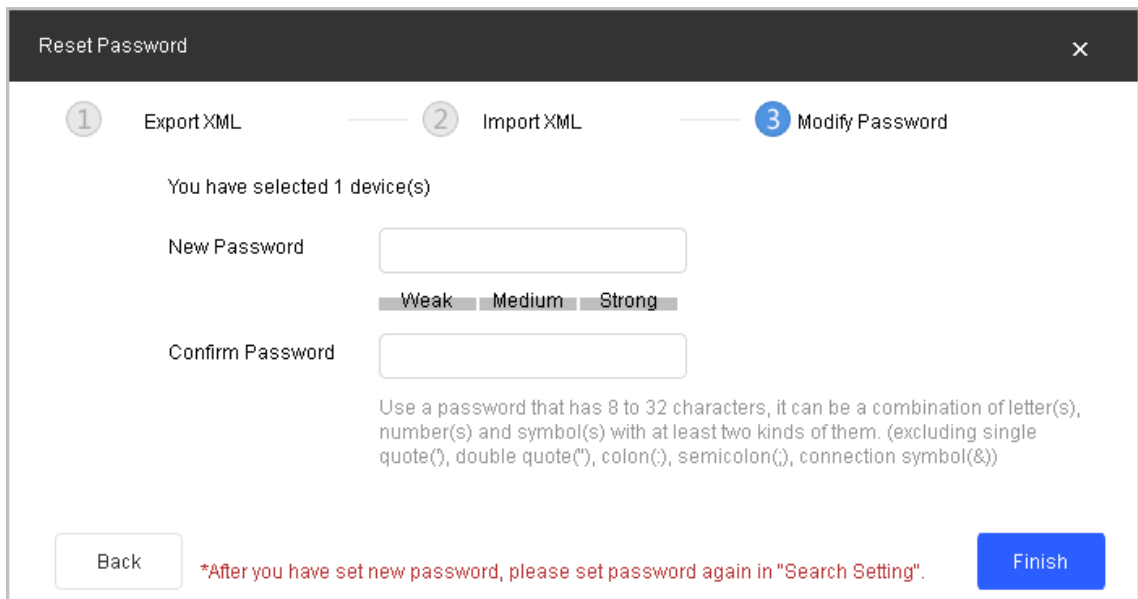 Reset Password ×
1 Export XML 2 Import XML 3 Modify Password
You have selected 1 device(s)
New Password
Weak Medium Strong
Confirm Password
Use a password that has 8 to 32 characters, it can be a combination of letter(s),
number(s) and symbol(s) with at least two kinds of them. (excluding single
quote('), double quote("), colon(:), semicolon(;), connection symbol(&))
Back *After you have set new password, please set password again in "Search Setting". Finish